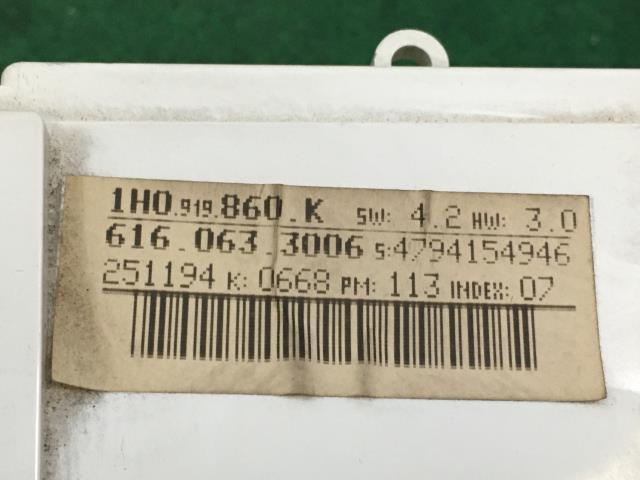 1H0.919.860.K SW: 4.2 HW: 3.0
616.063.3006 S:4794154946
251194 K: 0668 PM: 113 INDEX: 07